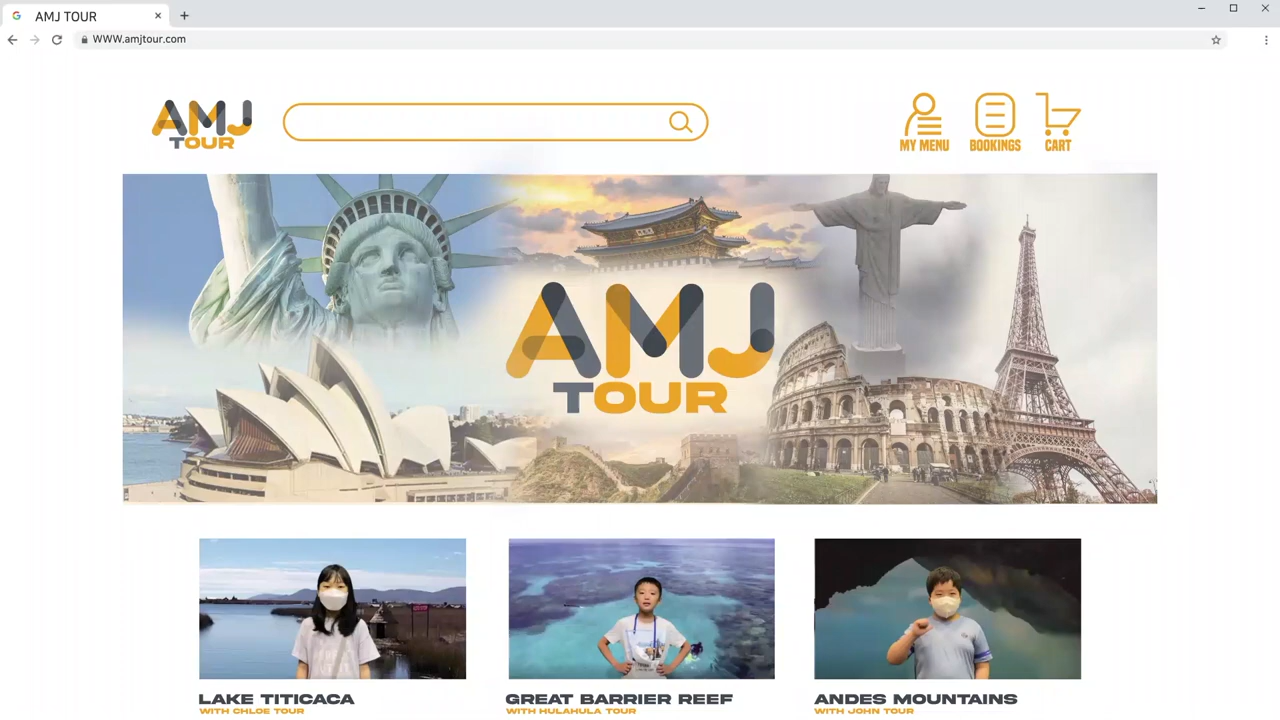 AMJ TOUR
WWW.amjtour.com
AMJ
TOUR
MY MENU
BOOKINGS
CART
AMJ
TOUR
LAKE TITICACA
WITH CHLOE TOUR
GREAT BARRIER REEF
WITH HULAHULA TOUR
ANDES MOUNTAINS
WITH JOHN TOUR